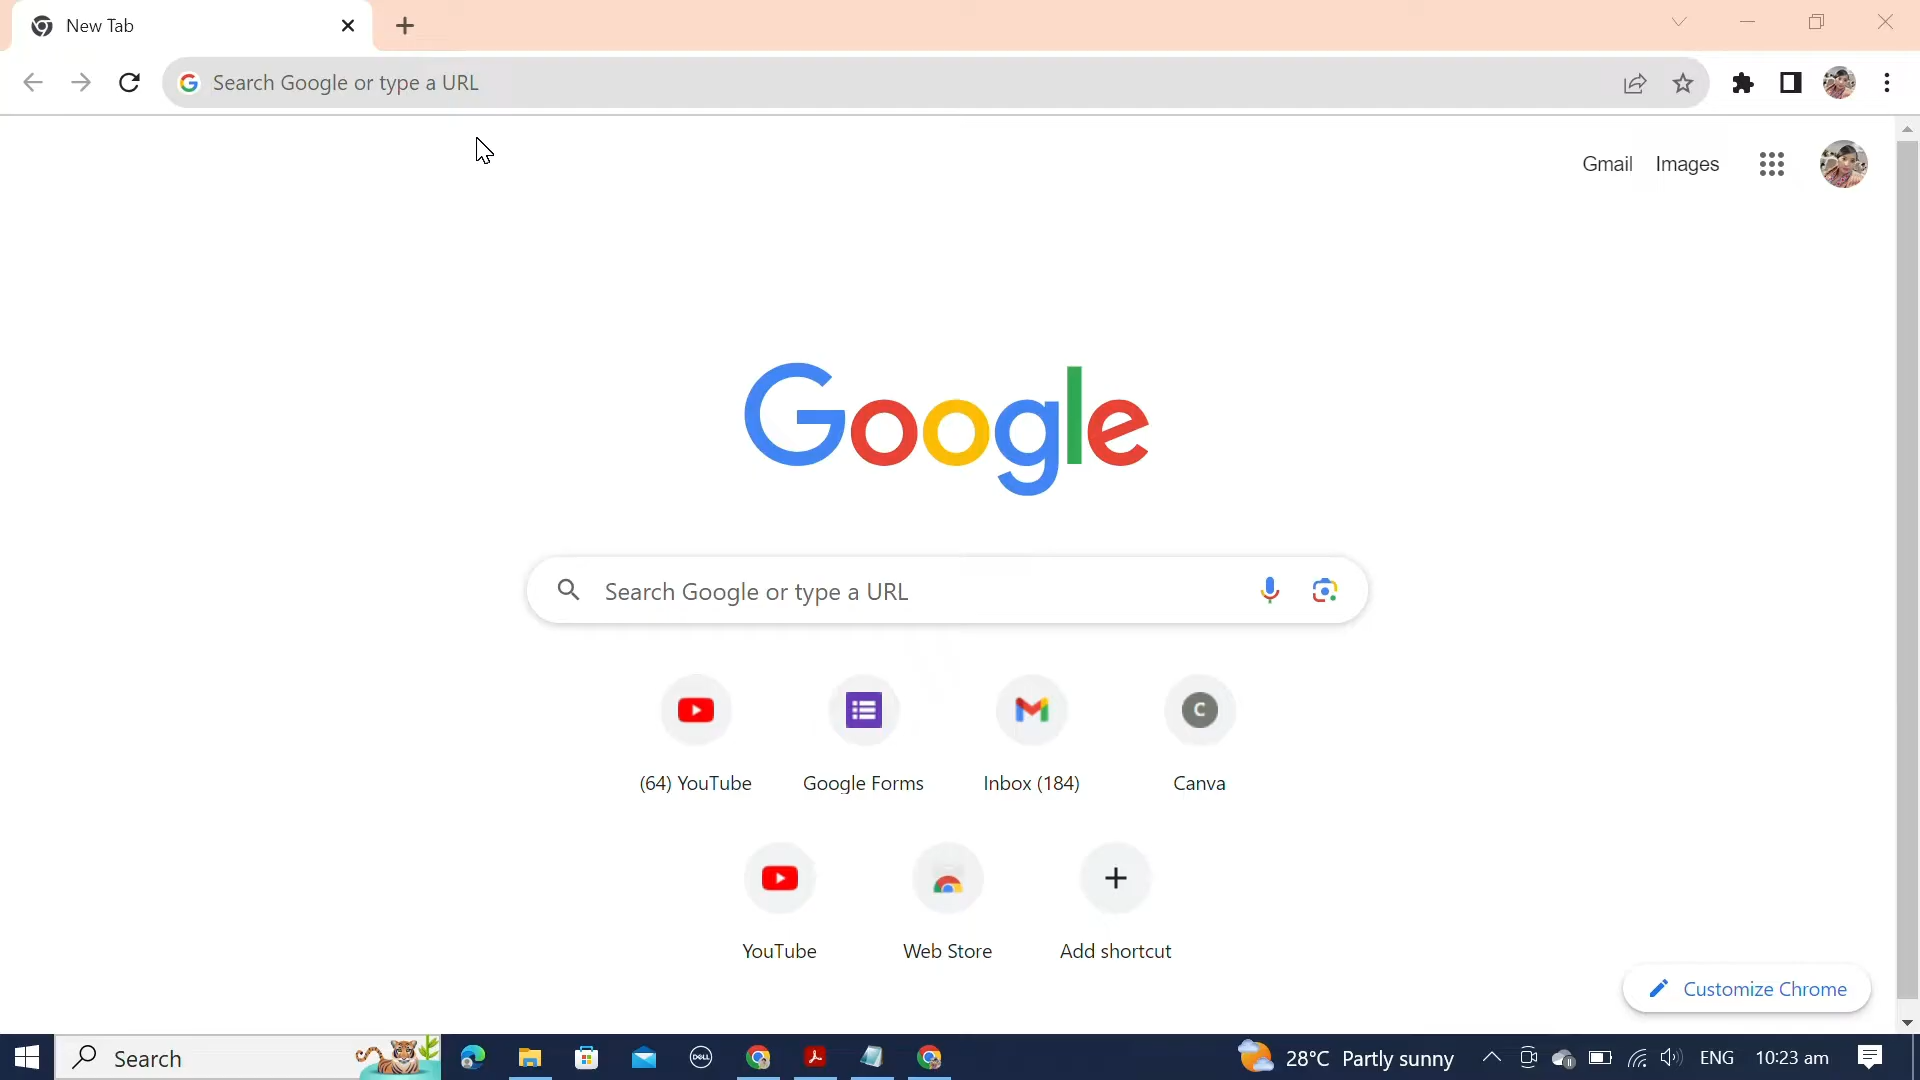 New Tab
Search Google or type a URL
Gmail Images
Google
Search Google or type a URL
(64) YouTube Google Forms Inbox (184) Canva
C
YouTube Web Store Add shortcut
Customize Chrome
Search DELL 28°C Partly sunny ENG 10:23 am